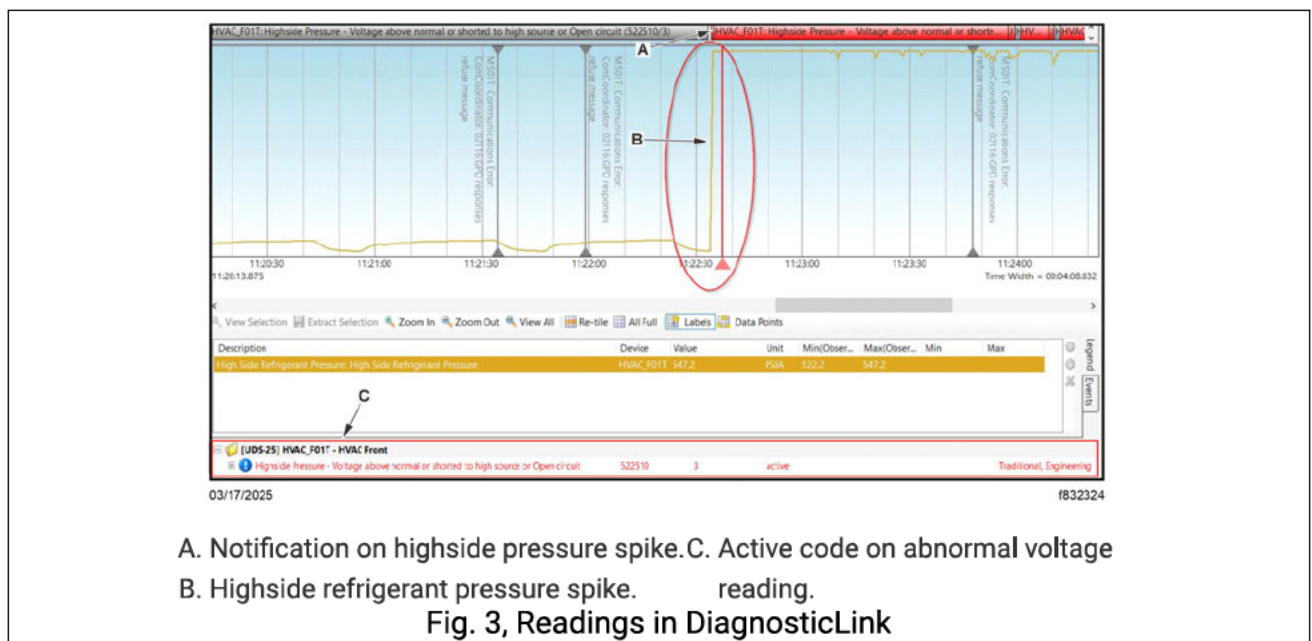 HVAC_F01T: Highside Pressure - Voltage above normal or shorted to high source or Open circuit (522510/3)
HVAC_F01T: Highside Pressure - Voltage above normal or shorte...
HV...
HVAC
A
MS01T: Communications Error:
ComCoordinator: 02116:GPD responses
refuse message
MS01T: Communications Error:
ComCoordinator: 02116:GPD responses
refuse message
B
MS01T: Communications Error:
ComCoordinator: 02116:GPD responses
refuse message
11:20:30 11:21:00 11:21:30 11:22:00 11:22:30 11:23:00 11:23:30 11:24:00
11:20:13.875 Time Width = 00:04:08.832
View Selection Extract Selection Zoom In Zoom Out View All Re-tile All Full Labels Data Points
Description Device Value Unit Min(Obser... Max(Obser... Min Max
High Side Refrigerant Pressure: High Side Refrigerant Pressure HVAC_F01T 547.2 PSIA 122.2 547.2
Legend
Events
C
[UDS-25] HVAC_F01T - HVAC Front
Highside Pressure - Voltage above normal or shorted to high source or Open circuit 522510 3 active Traditional, Engineering
03/17/2025 f832324
A. Notification on highside pressure spike.
B. Highside refrigerant pressure spike.
C. Active code on abnormal voltage
reading.
Fig. 3, Readings in DiagnosticLink